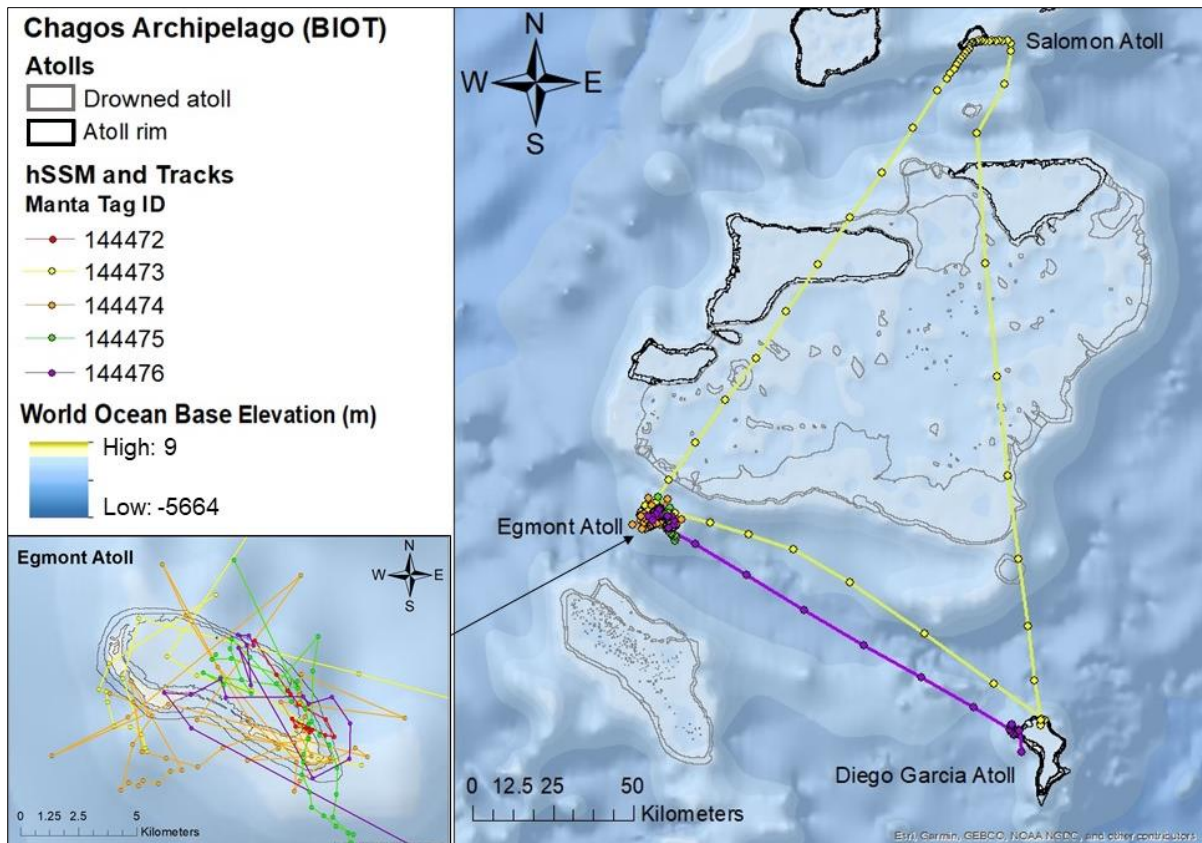 Chagos Archipelago (BIOT)
Atolls
Drowned atoll
Atoll rim
hSSM and Tracks
Manta Tag ID
144472
144473
144474
144475
144476
World Ocean Base Elevation (m)
High: 9
Low: -5664
Egmont Atoll
N
W E
S
0 1.25 2.5 5
Kilometers
N
W E
S
Salomon Atoll
Egmont Atoll
Diego Garcia Atoll
0 12.5 25 50
Kilometers
Esri, Garmin, GEBCO, NOAA NGDC, and other contributors